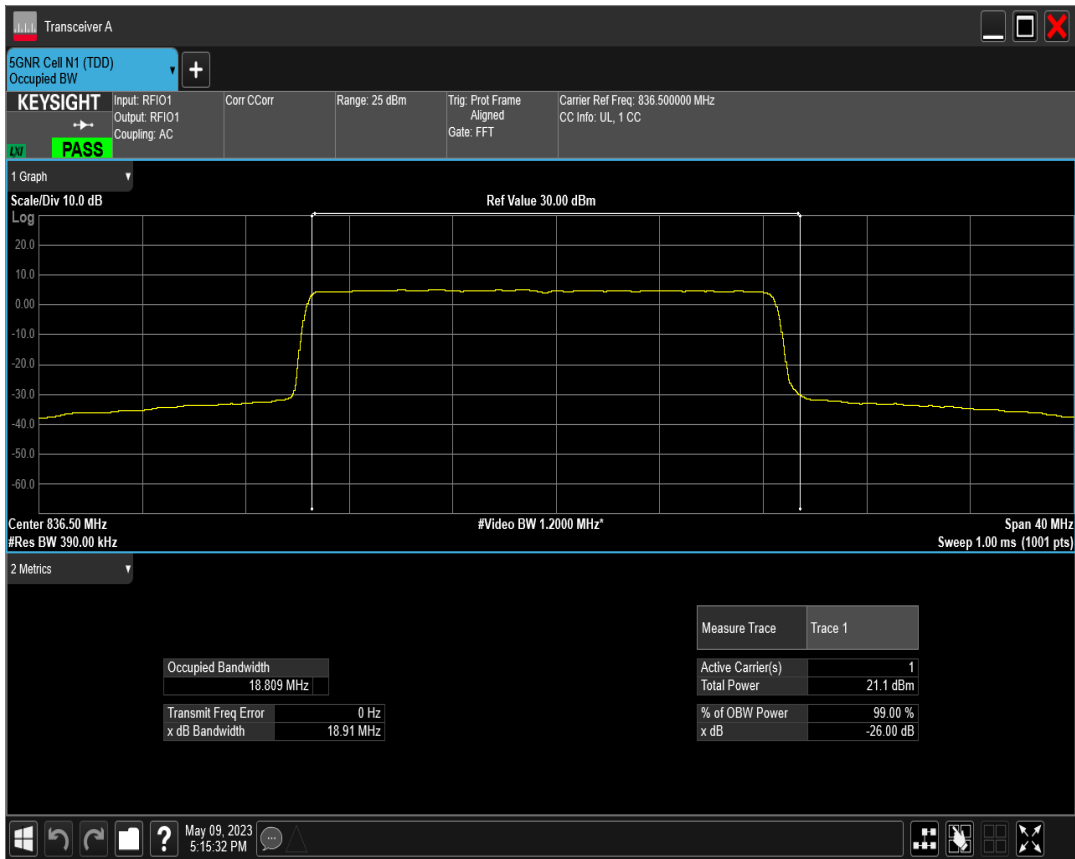 Transceiver A
5GNR Cell N1 (TDD)
Occupied BW
+
KEYSIGHT
LXI
PASS
Input: RFIO1
Output: RFIO1
Coupling: AC
Corr CCorr
Range: 25 dBm
Trig: Prot Frame
Aligned
Gate: FFT
Carrier Ref Freq: 836.500000 MHz
CC Info: UL, 1 CC
1 Graph
Scale/Div 10.0 dB
Ref Value 30.00 dBm
Log
20.0
10.0
0.00
-10.0
-20.0
-30.0
-40.0
-50.0
-60.0
Center 836.50 MHz
#Video BW 1.2000 MHz*
Span 40 MHz
#Res BW 390.00 kHz
Sweep 1.00 ms (1001 pts)
2 Metrics
Measure Trace Trace 1
Occupied Bandwidth
18.809 MHz
Transmit Freq Error 0 Hz
x dB Bandwidth 18.91 MHz
Active Carrier(s) 1
Total Power 21.1 dBm
% of OBW Power 99.00 %
x dB -26.00 dB
?
May 09, 2023
5:15:32 PM